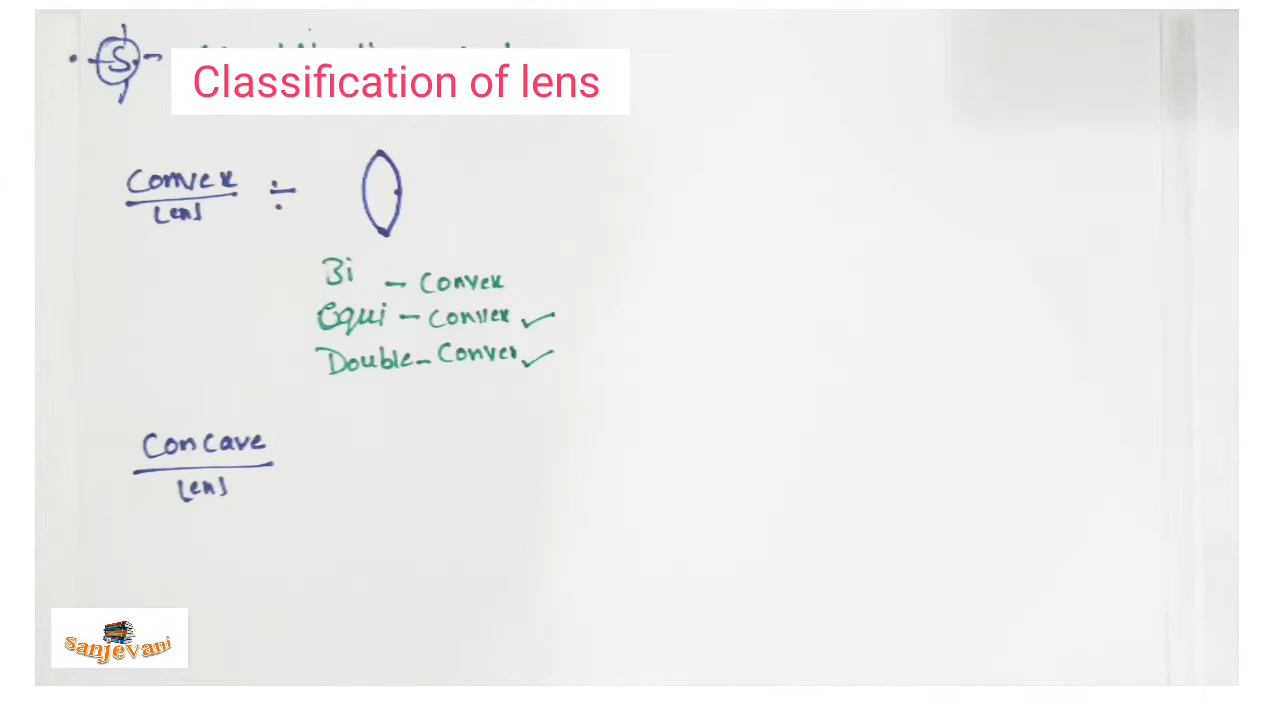 S
Classification of lens
Convex
Lens
Bi - Convex
Equi - Convex ✓
Double - Convex ✓
Concave
Lens
Sanjevani